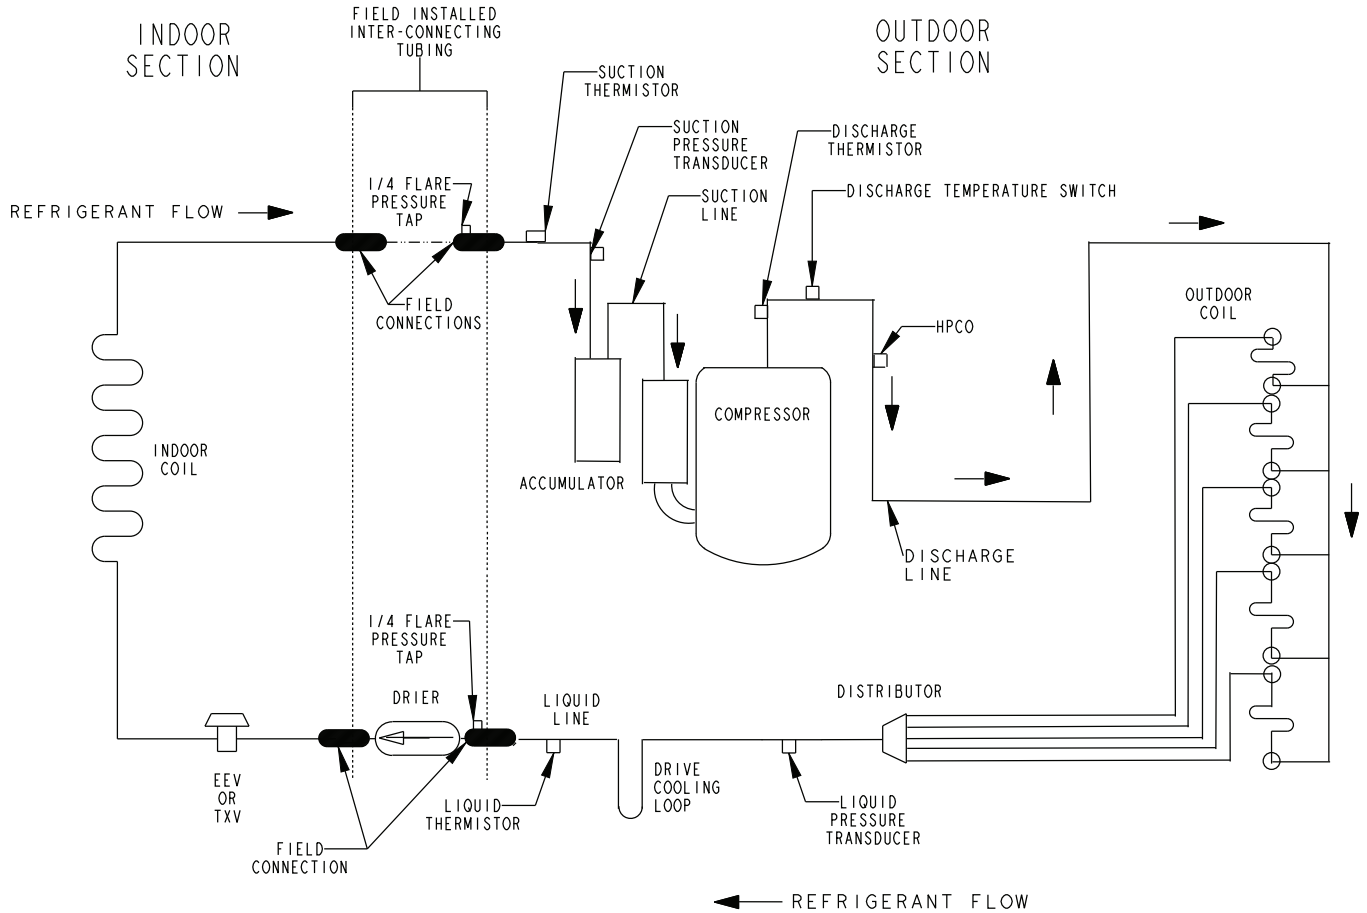 INDOOR
SECTION
FIELD INSTALLED
INTER-CONNECTING
TUBING
OUTDOOR
SECTION
SUCTION
THERMISTOR
SUCTION
PRESSURE
TRANSDUCER
DISCHARGE
THERMISTOR
1/4 FLARE
PRESSURE
TAP
SUCTION
LINE
DISCHARGE TEMPERATURE SWITCH
REFRIGERANT FLOW
FIELD
CONNECTIONS
OUTDOOR
COIL
HPCO
COMPRESSOR
INDOOR
COIL
ACCUMULATOR
DISCHARGE
LINE
1/4 FLARE
PRESSURE
TAP
DRIER
LIQUID
LINE
DISTRIBUTOR
EEV
OR
TXV
DRIVE
COOLING
LOOP
LIQUID
THERMISTOR
LIQUID
PRESSURE
TRANSDUCER
FIELD
CONNECTION
REFRIGERANT FLOW